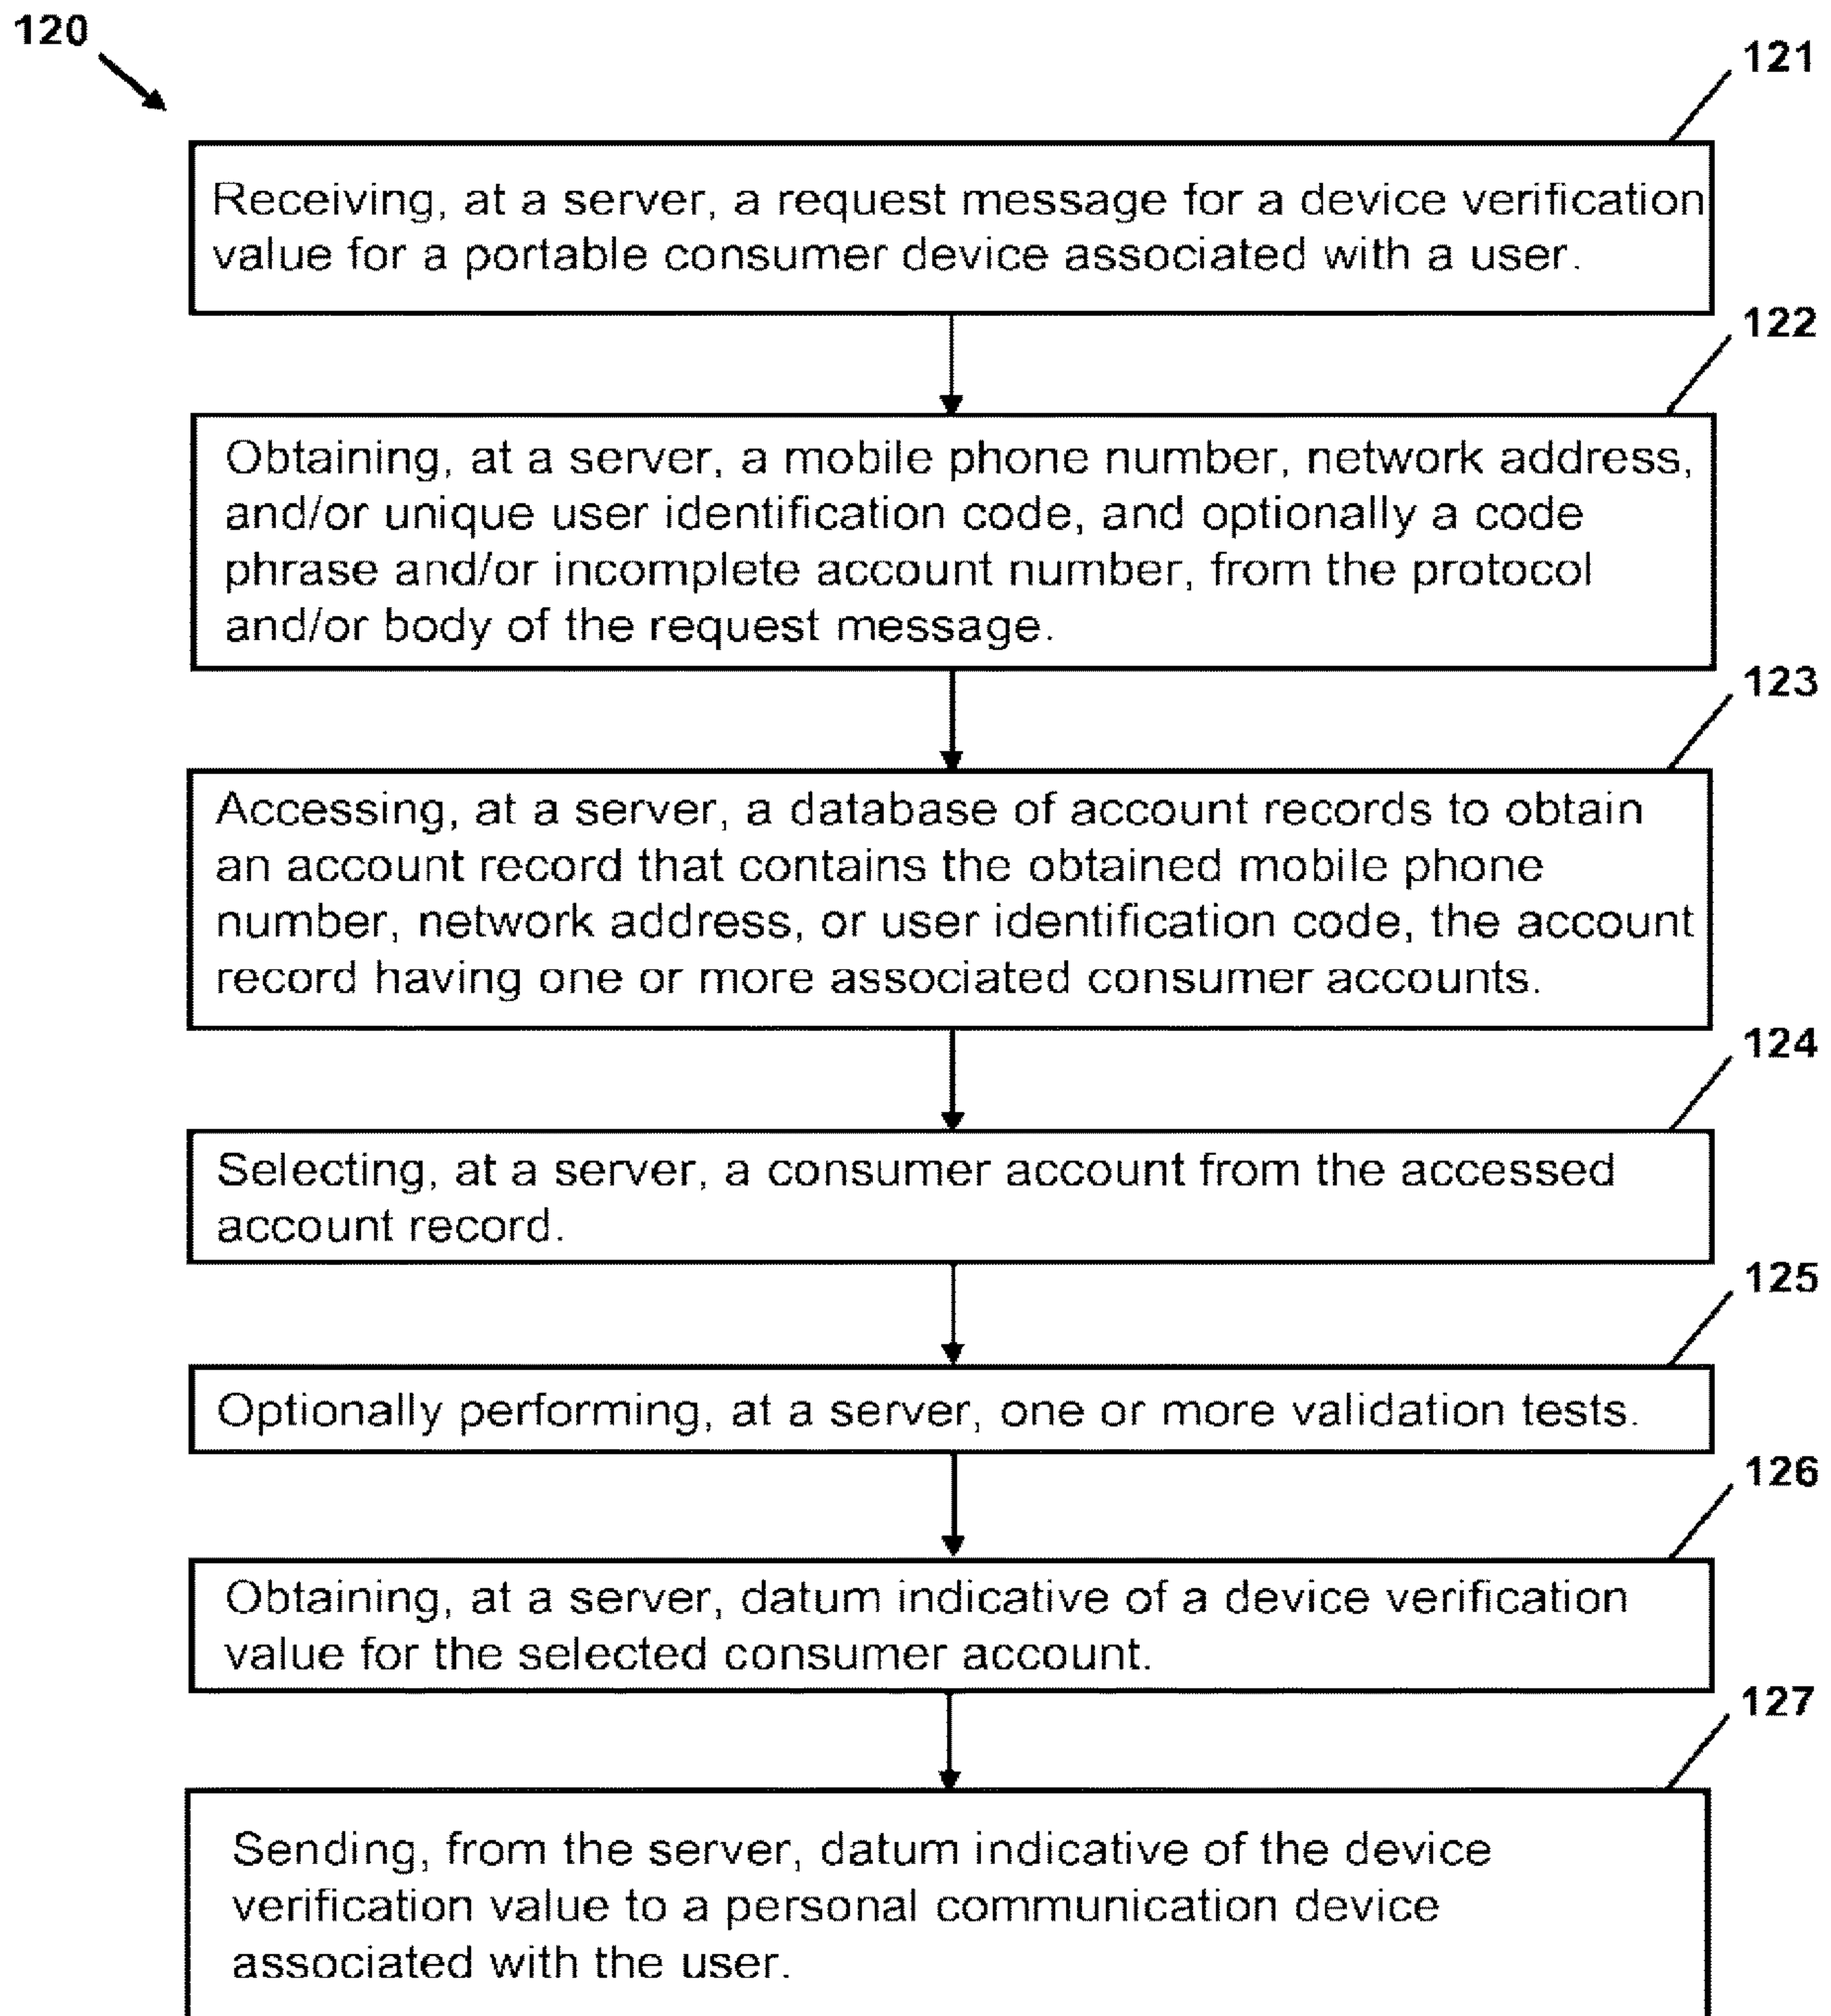 120
121
Receiving, at a server, a request message for a device verification
value for a portable consumer device associated with a user.
122
Obtaining, at a server, a mobile phone number, network address,
and/or unique user identification code, and optionally a code
phrase and/or incomplete account number, from the protocol
and/or body of the request message.
123
Accessing, at a server, a database of account records to obtain
an account record that contains the obtained mobile phone
number, network address, or user identification code, the account
record having one or more associated consumer accounts.
124
Selecting, at a server, a consumer account from the accessed
account record.
125
Optionally performing, at a server, one or more validation tests.
126
Obtaining, at a server, datum indicative of a device verification
value for the selected consumer account.
127
Sending, from the server, datum indicative of the device
verification value to a personal communication device
associated with the user.